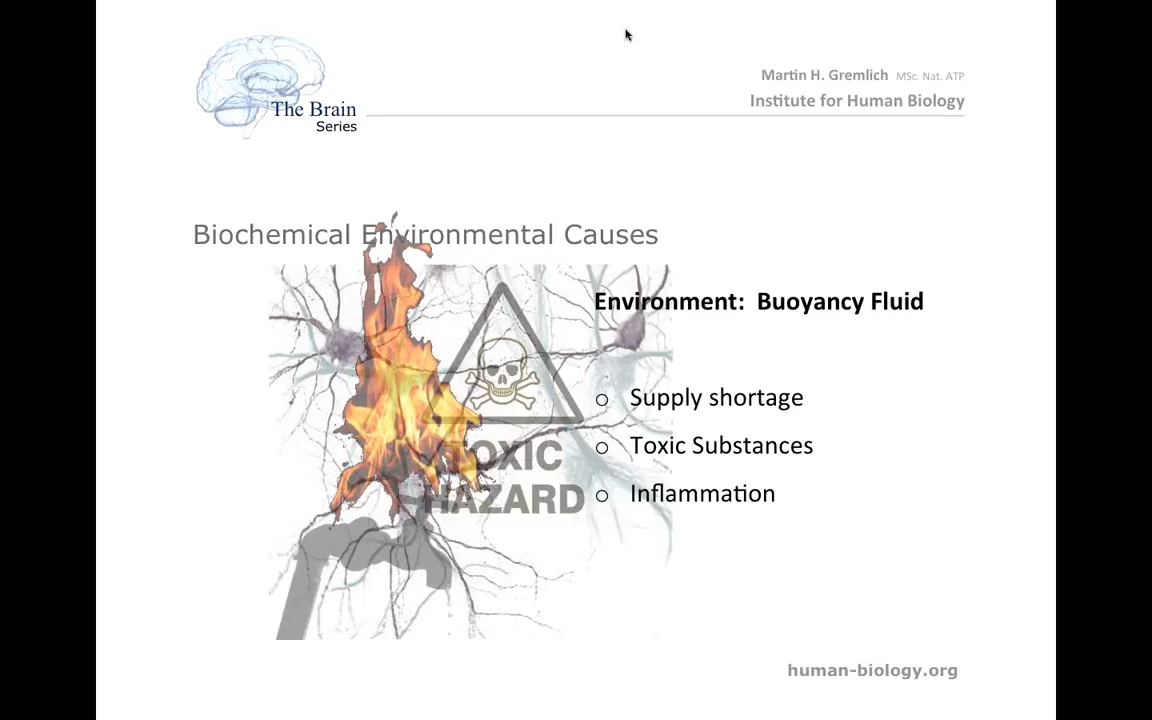 The Brain
Series
Martin H. Gremlich MSc. Nat. ATP
Institute for Human Biology
Biochemical Environmental Causes
Environment: Buoyancy Fluid
○ Supply shortage
○ Toxic Substances
○ Inflammation
TOXIC
HAZARD
human-biology.org